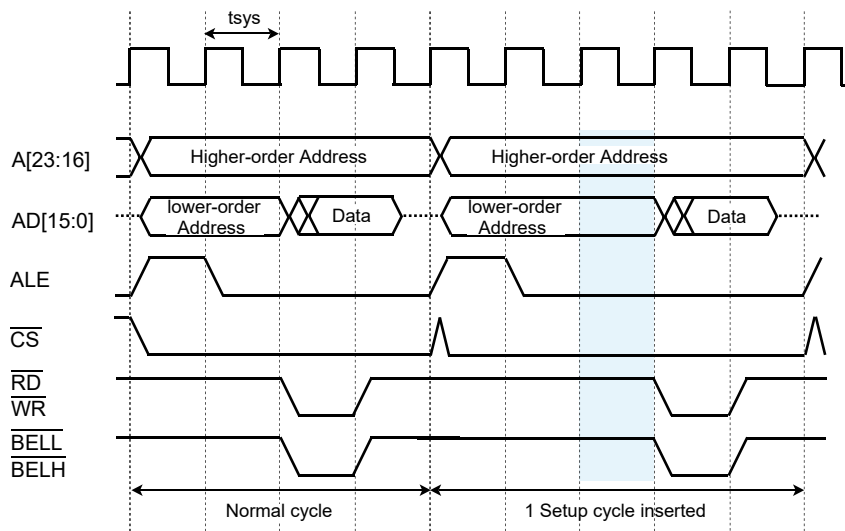 tsys
A[23:16]
Higher-order Address
Higher-order Address
AD[15:0]
lower-order
Address
Data
lower-order
Address
Data
ALE
CS
RD
WR
BELL
BELH
Normal cycle
1 Setup cycle inserted